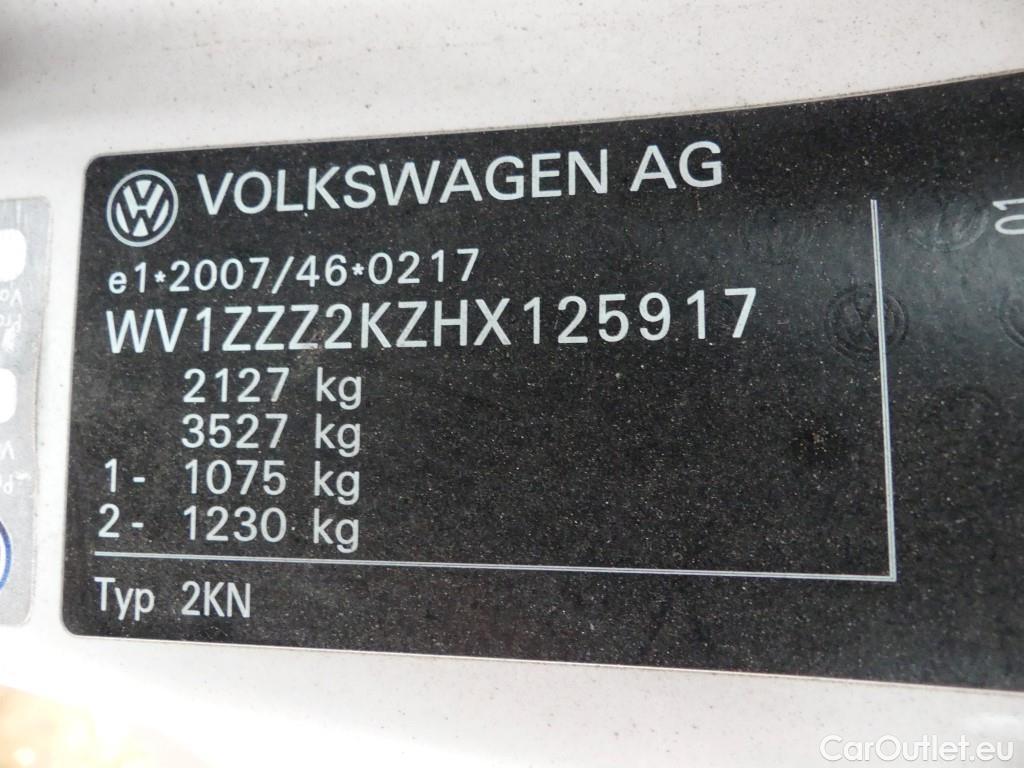 VOLKSWAGEN AG
e1*2007/46*0217
WV1ZZZ2KZHX125917
2127 kg
3527 kg
1- 1075 kg
2- 1230 kg
Typ 2KN
01
CarOutlet.eu